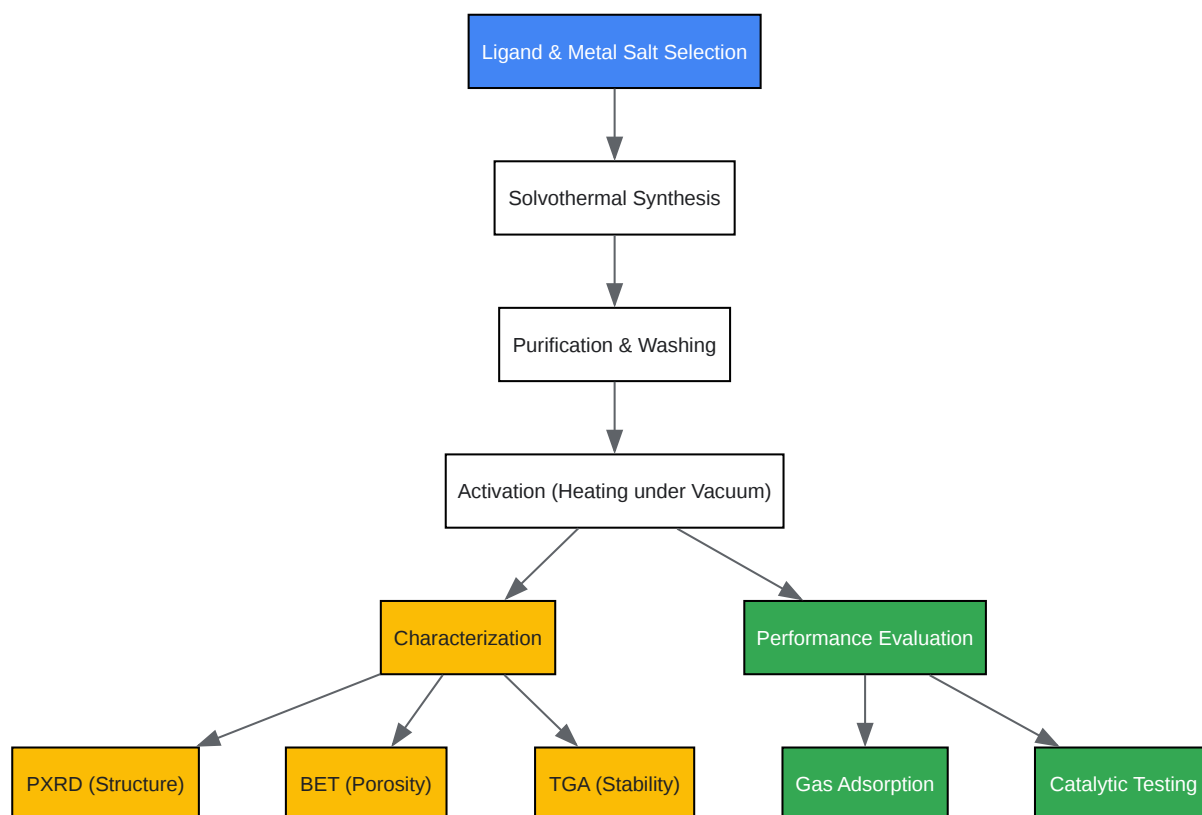 Ligand & Metal Salt Selection
Solvothermal Synthesis
Purification & Washing
Activation (Heating under Vacuum)
Characterization
Performance Evaluation
PXRD (Structure)
BET (Porosity)
TGA (Stability)
Gas Adsorption
Catalytic Testing